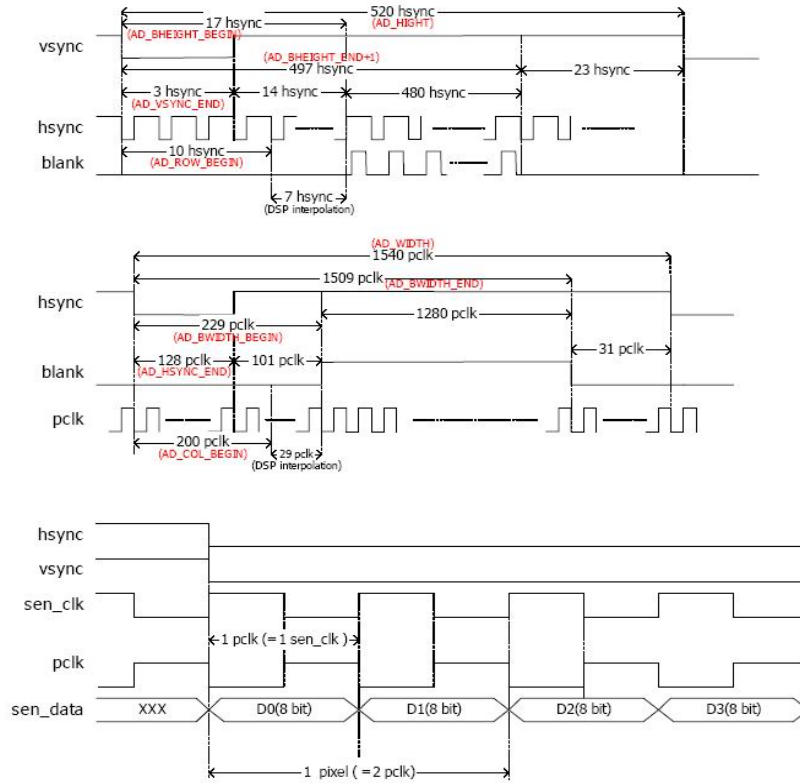 520 hsync
17 hsync
(AD_HIGHT)
(AD_BHEIGHT_BEGIN)
vsync
(AD_BHEIGHT_END+1)
497 hsync
23 hsync
3 hsync
14 hsync
480 hsync
(AD_VSYNC_END)
hsync
10 hsync
blank
(AD_ROW_BEGIN)
7 hsync
(DSP interpolation)
(AD_WIDTH)
1540 pclk
1509 pclk
(AD_BWIDTH_END)
hsync
229 pclk
1280 pclk
(AD_BWIDTH_BEGIN)
31 pclk
128 pclk
101 pclk
blank
(AD_HSYNC_END)
pclk
200 pclk
(AD_COL_BEGIN)
29 pclk
(DSP interpolation)
hsync
vsync
sen_clk
1 pclk (=1 sen_clk )
pclk
sen_data
XXX
D0(8 bit)
D1(8 bit)
D2(8 bit)
D3(8 bit)
1 pixel ( =2 pclk)